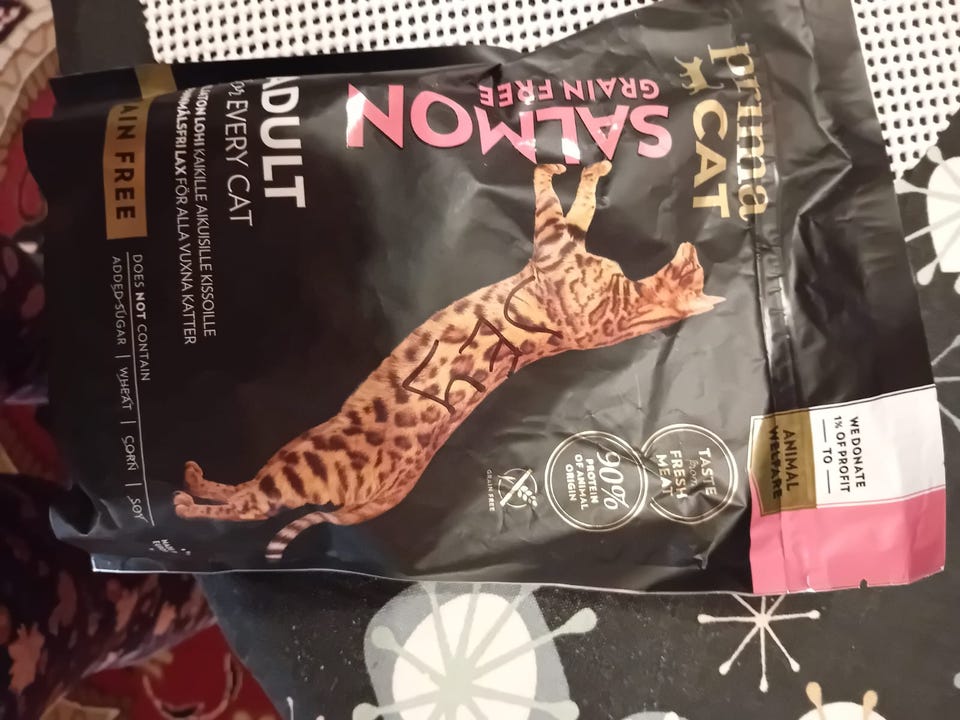 prima
CAT
WE DONATE
1% OF PROFIT
TO
ANIMAL
WELFARE
SALMON
GRAIN FREE
TASTE
from
FRESH
MEAT
90%
PROTEIN
OF ANIMAL
ORIGIN
GRAIN FREE
ADULT
EVERY CAT
LOHI KAIKILLE AIKUISILLE KISSOILLE
LAX FÖR ALLA VUXNA KATTER
FREE
DOES NOT CONTAIN
ADDED SUGAR | WHEAT | CORN | SOY